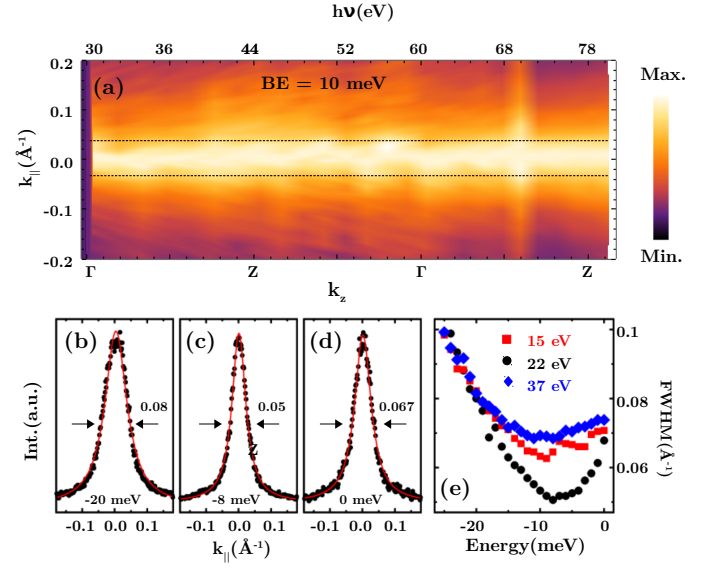 hν(eV)
30 36 44 52 60 70 78
0.2
0.1
0.0
-0.1
-0.2
k||(Å-1)
(a)
BE = 10 meV
Max.
Min.
Γ Z Γ Z
kz
(b) (c) (d) (e)
0.08 0.05 0.067
Z
-20 meV -8 meV 0 meV
Int.(a.u.)
-0.1 0.0 0.1 -0.1 0.0 0.1 -0.1 0.0 0.1
k||(Å-1)
15 eV
22 eV
37 eV
0.1
0.08
0.06
FWHM(Å-1)
-20 -10 0
Energy(meV)